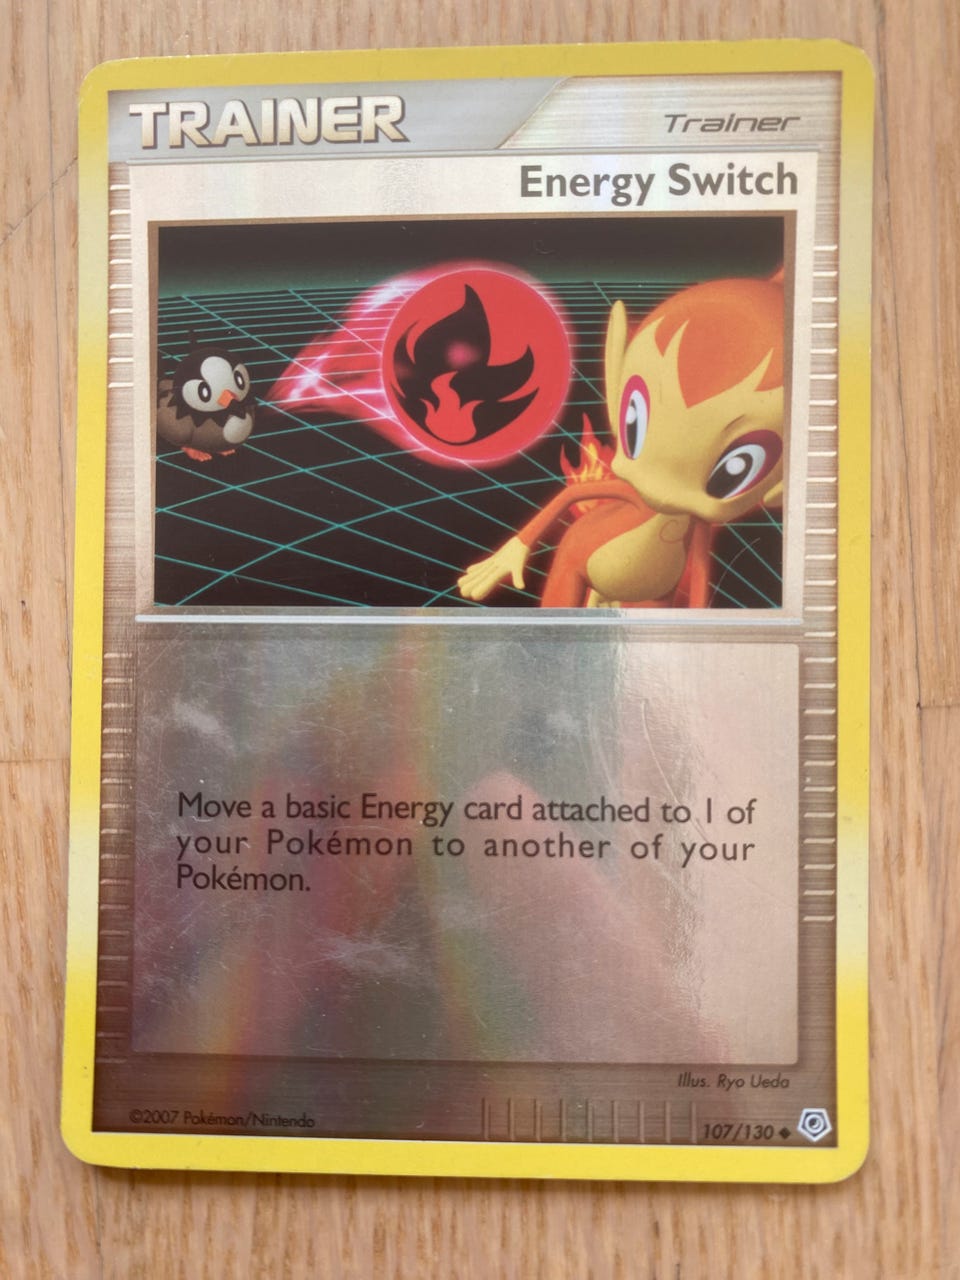 TRAINER
Trainer
Energy Switch
Move a basic Energy card attached to 1 of
your Pokémon to another of your
Pokémon.
Illus. Ryo Ueda
©2007 Pokémon/Nintendo
107/130 ◆